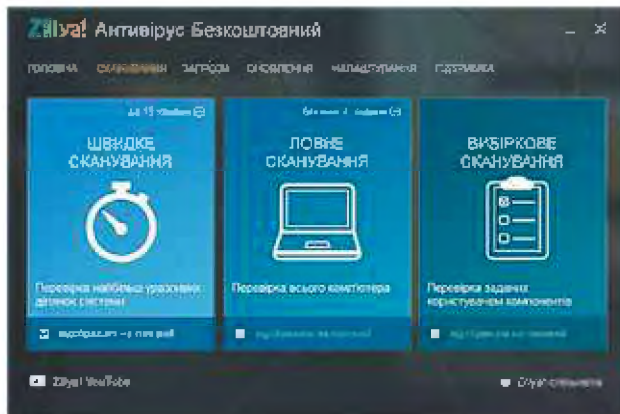 Zillya! Антивірус Безкоштовний
ГОЛОВНА СКАНУВАННЯ ЗАГРОЗИ ОНОВЛЕННЯ НАЛАШТУВАННЯ ПІДТРИМКА
ШВИДКЕ
СКАНУВАННЯ
ПОВНЕ
СКАНУВАННЯ
ВИБІРКОВЕ
СКАНУВАННЯ
Перевірка найбільш уразливих
ділянок системи
Перевірка всього комп'ютера
Перевірка заданих
користувачем компонентів
Zillya! YouTube